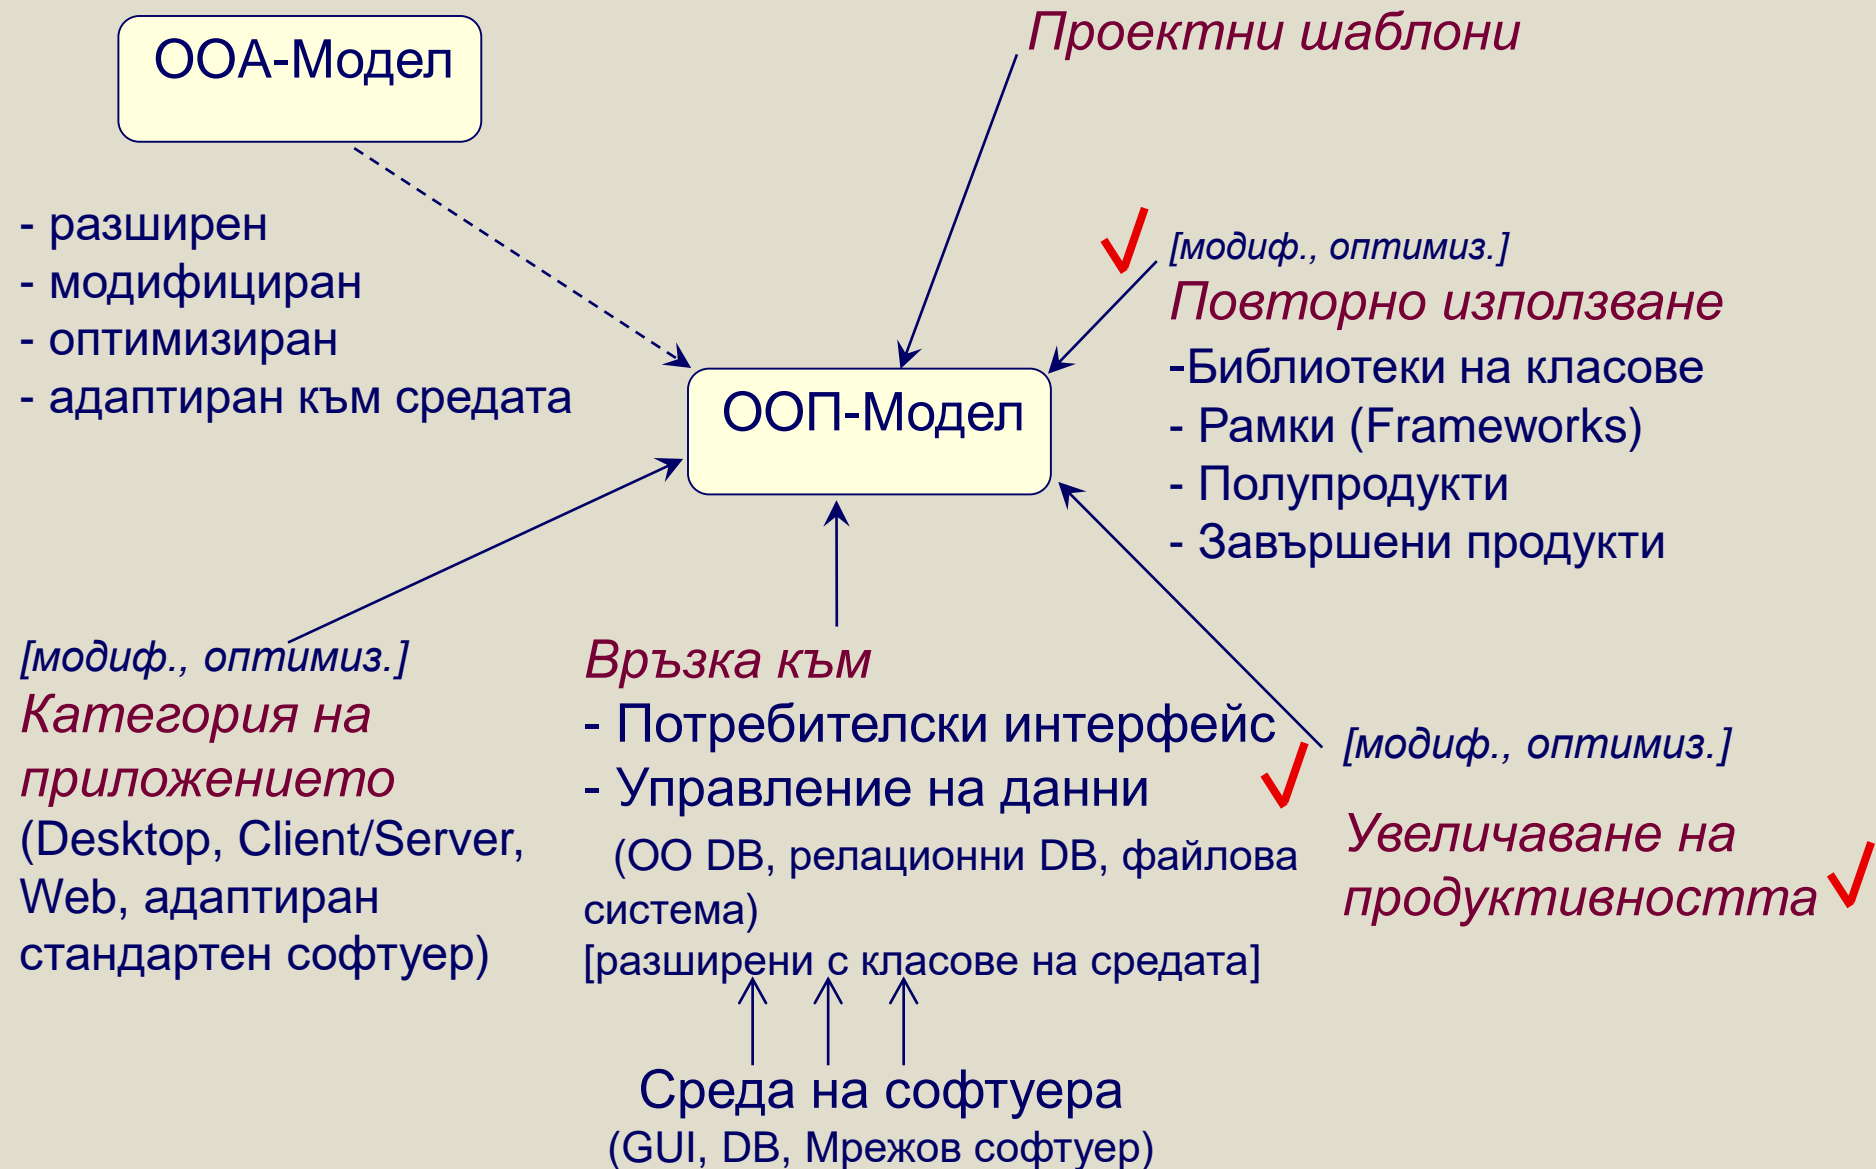 ООА-Модел
Проектни шаблони
- разширен
- модифициран
- оптимизиран
- адаптиран към средата
[модиф., оптимиз.]
Повторно използване
-Библиотеки на класове
- Рамки (Frameworks)
- Полупродукти
- Завършени продукти
ООП-Модел
[модиф., оптимиз.]
Категория на
приложението
(Desktop, Client/Server,
Web, адаптиран
стандартен софтуер)
Връзка към
- Потребителски интерфейс
- Управление на данни
(ОО DB, релационни DB, файлова
система)
[разширени с класове на средата]
[модиф., оптимиз.]
Увеличаване на
продуктивността
Среда на софтуера
(GUI, DB, Мрежов софтуер)